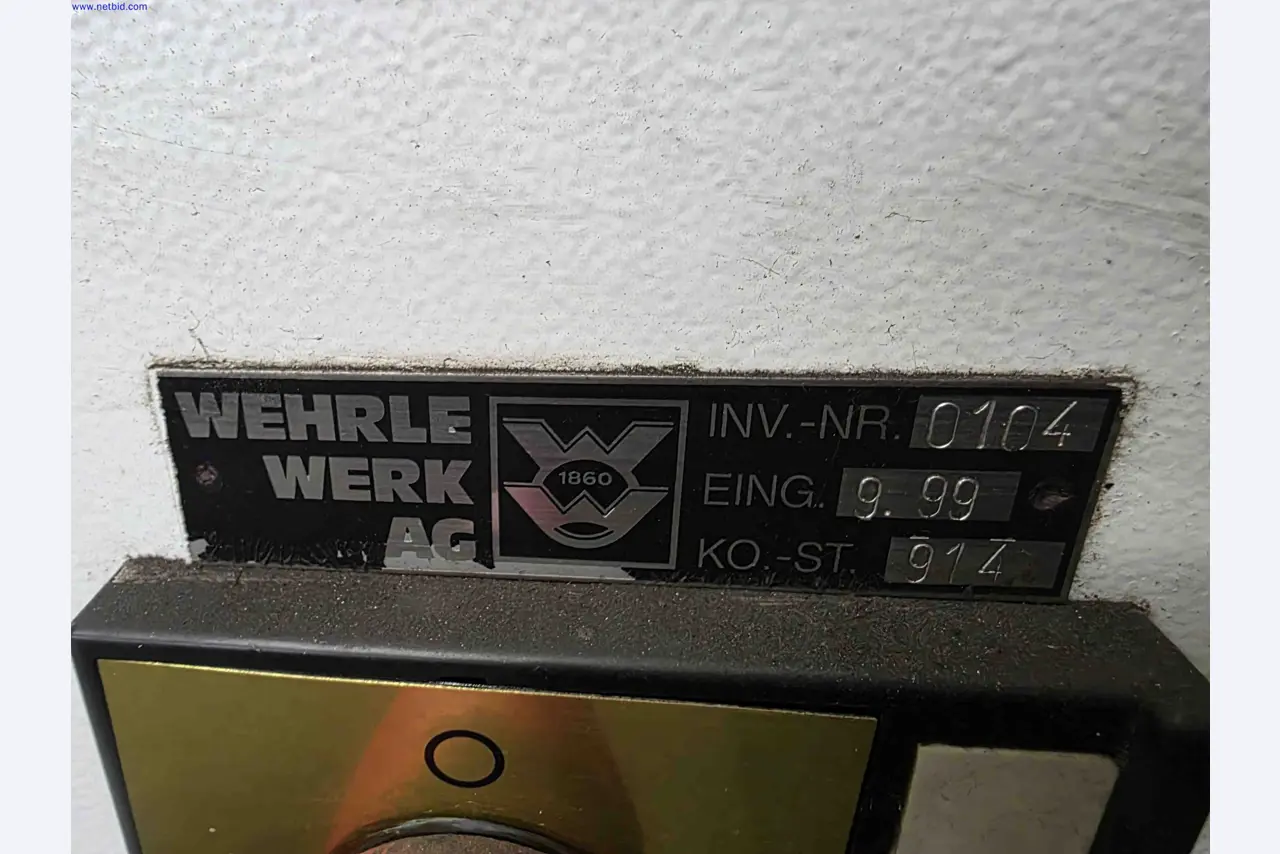 www.netbid.com
WEHRLE
WERK
AG
1860
INV.-NR. 0104
EING. 9.99
KO.-ST. 914
O